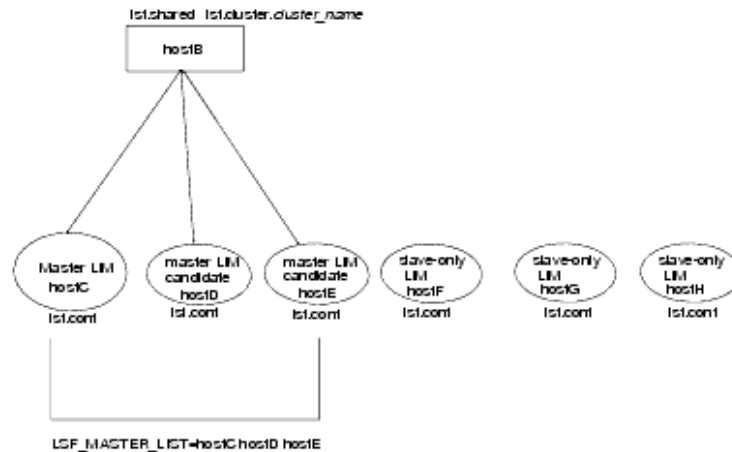 lsf.shared lsf.cluster.cluster_name
hostB
Master LIM
hostC
lsf.conf
master LIM
candidate
hostD
lsf.conf
master LIM
candidate
hostE
lsf.conf
slave-only
LIM
hostF
lsf.conf
slave-only
LIM
hostG
lsf.conf
slave-only
LIM
hostH
lsf.conf
LSF_MASTER_LIST=hostC hostD hostE